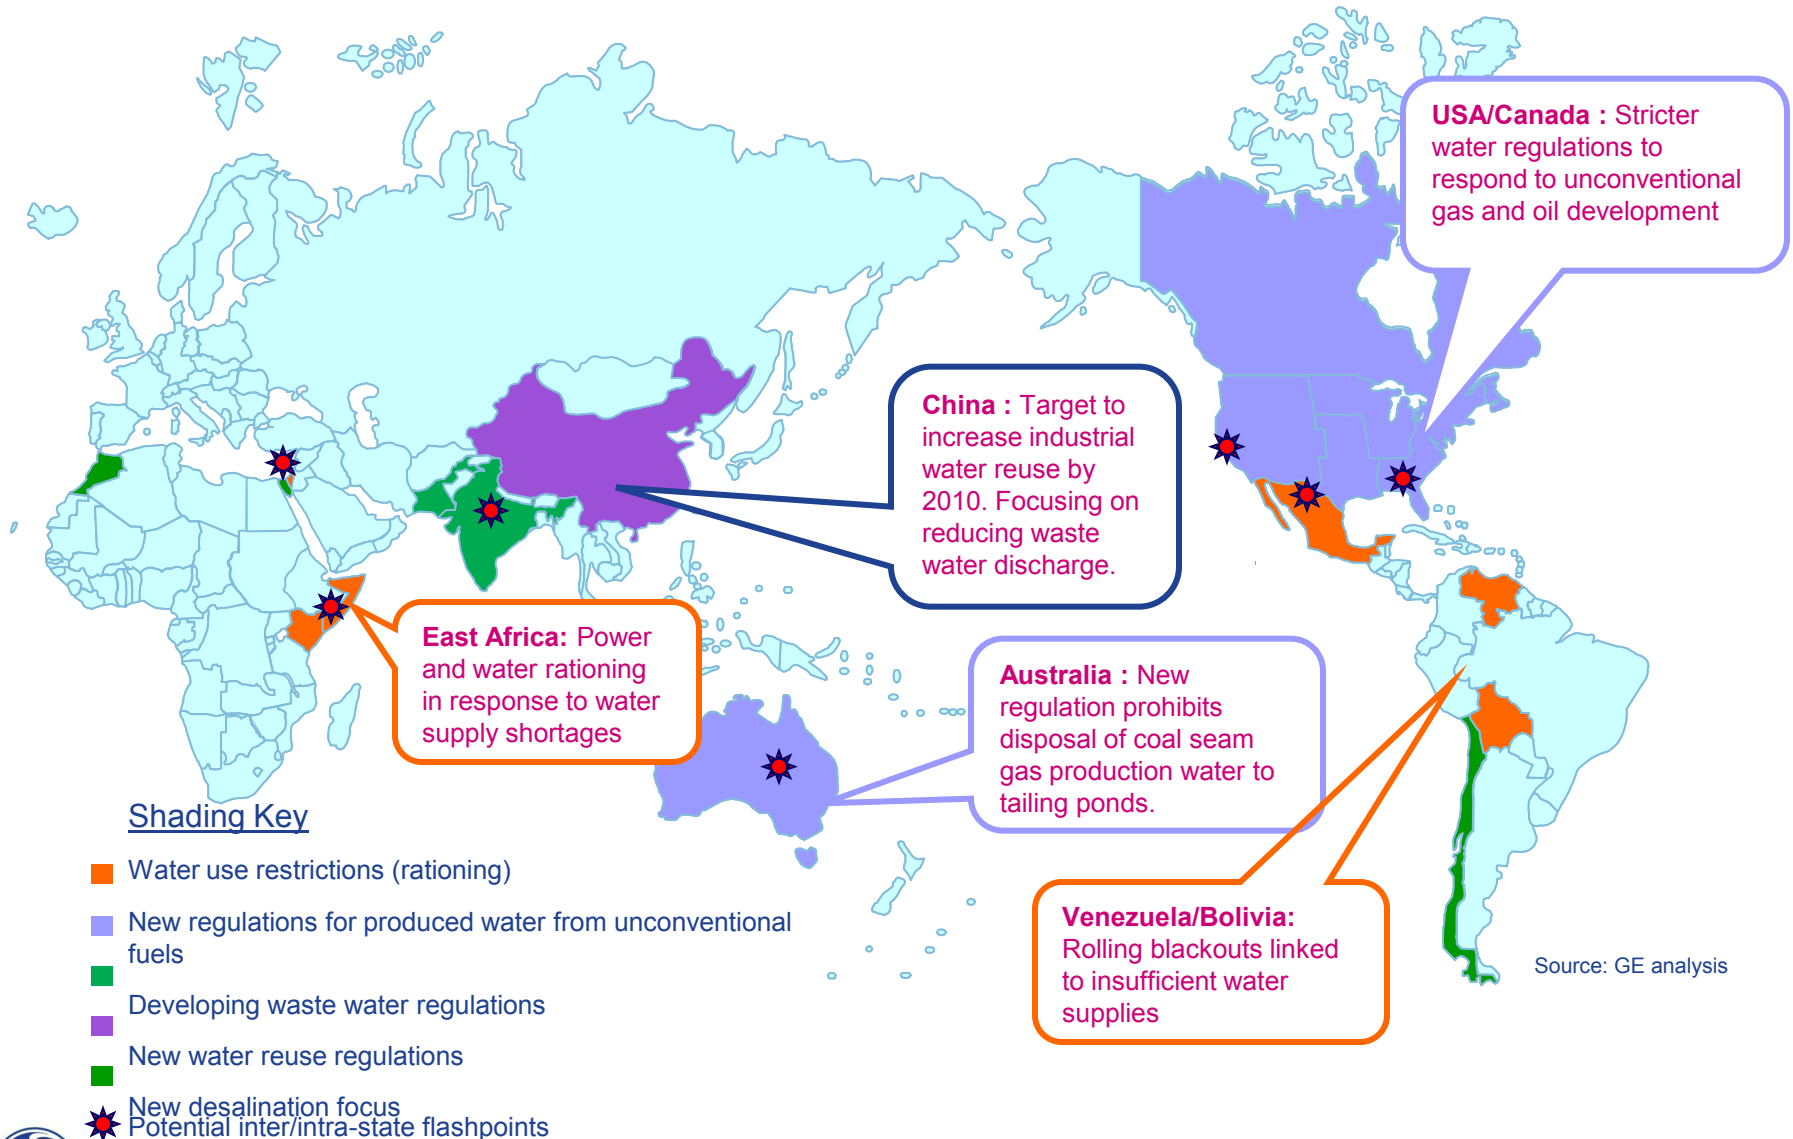 USA/Canada : Stricter
water regulations to
respond to unconventional
gas and oil development
China : Target to
increase industrial
water reuse by
2010. Focusing on
reducing waste
water discharge.
East Africa: Power
and water rationing
in response to water
supply shortages
Australia : New
regulation prohibits
disposal of coal seam
gas production water to
tailing ponds.
Venezuela/Bolivia:
Rolling blackouts linked
to insufficient water
supplies
Source: GE analysis
Shading Key
Water use restrictions (rationing)
New regulations for produced water from unconventional
fuels
Developing waste water regulations
New water reuse regulations
New desalination focus
Potential inter/intra-state flashpoints